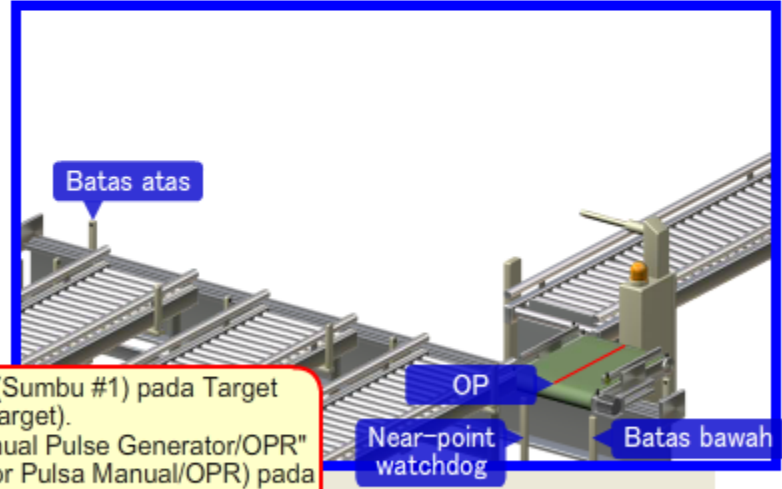 Batas atas
OP
Near-point
watchdog
Batas bawah
(Sumbu #1) pada Target
arget).
nual Pulse Generator/OPR"
or Pulsa Manual/OPR) pada